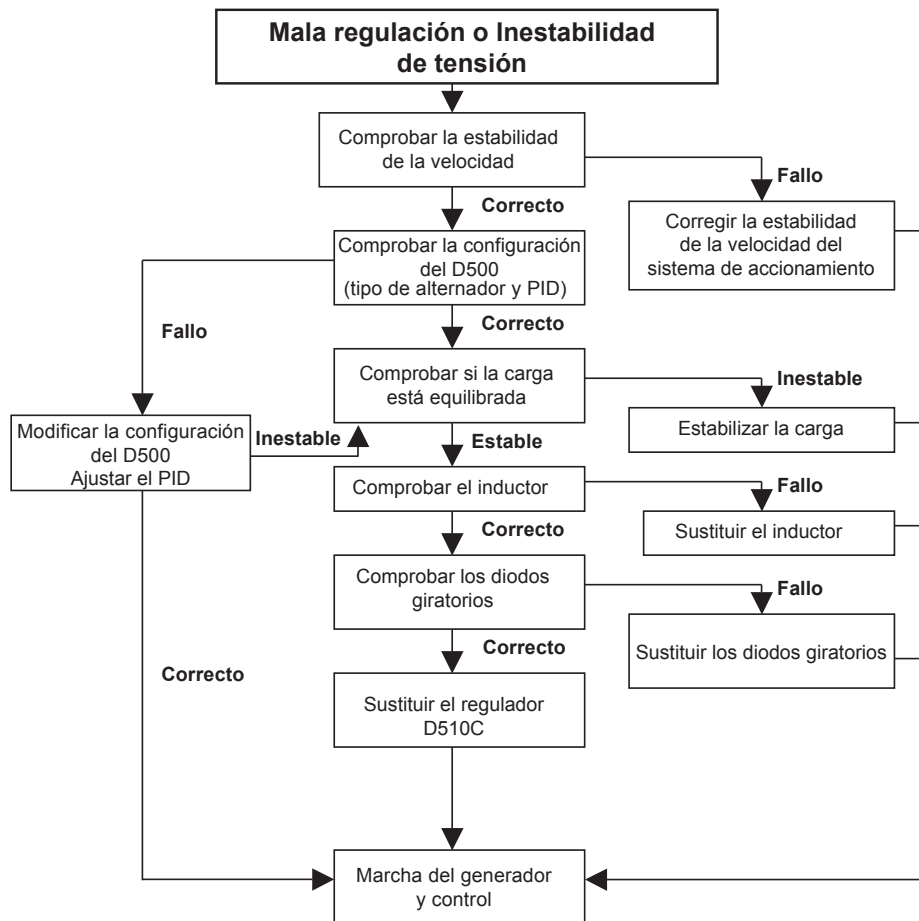 Mala regulación o Inestabilidad
de tensión
Comprobar la estabilidad
de la velocidad
Fallo
Correcto
Corregir la estabilidad
de la velocidad del
sistema de accionamiento
Comprobar la configuración
del D500
(tipo de alternador y PID)
Fallo
Correcto
Comprobar si la carga
está equilibrada
Inestable
Estabilizar la carga
Modificar la configuración
del D500
Ajustar el PID
Inestable
Estable
Comprobar el inductor
Fallo
Sustituir el inductor
Correcto
Comprobar los diodos
giratorios
Fallo
Sustituir los diodos giratorios
Correcto
Correcto
Sustituir el regulador
D510C
Marcha del generador
y control